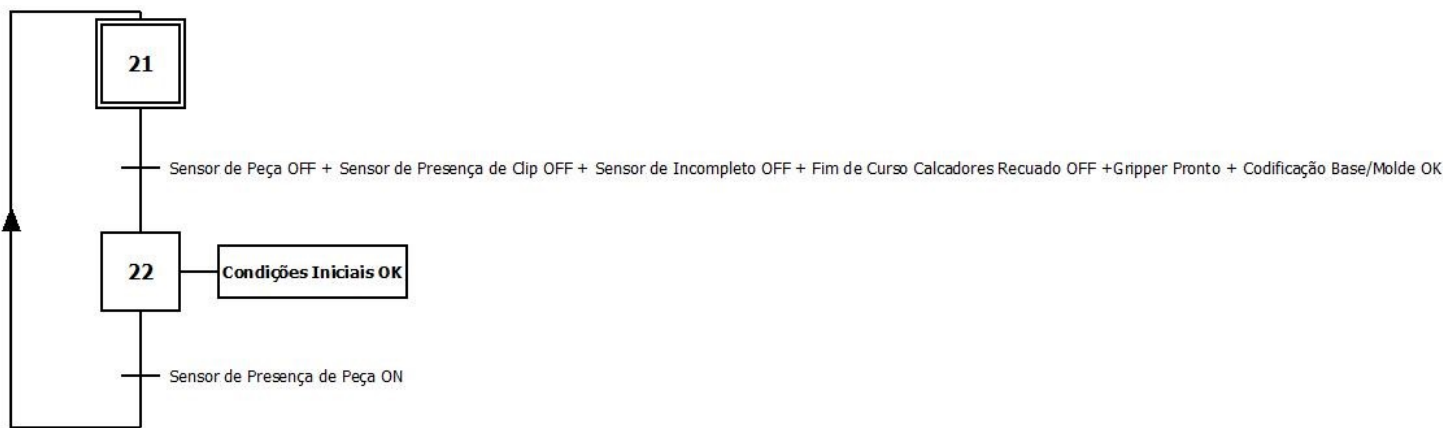 21
Sensor de Peça OFF + Sensor de Presença de Clip OFF + Sensor de Incompleto OFF + Fim de Curso Calcadores Recuado OFF +Gripper Pronto + Codificação Base/Molde OK
22
Condições Iniciais OK
Sensor de Presença de Peça ON